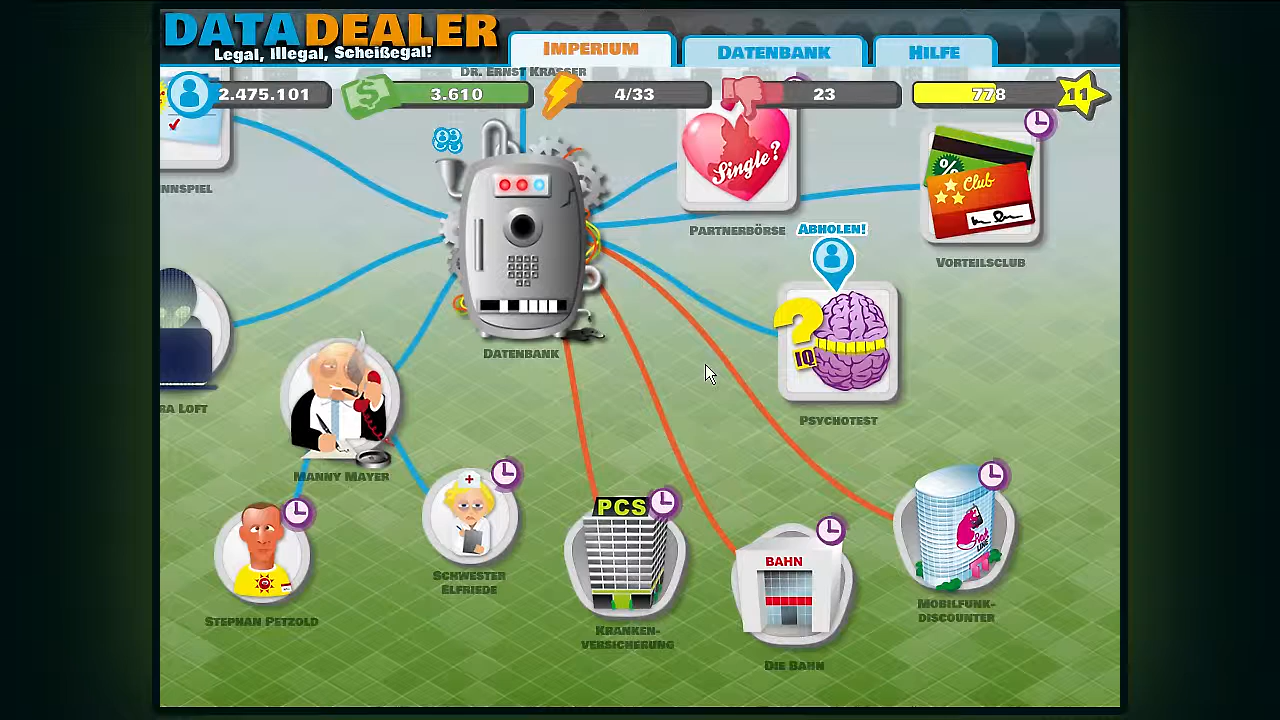 DATADEALER
Legal, Illegal, Scheißegal!
IMPERIUM
DATENBANK
HILFE
DR. ERNST KRASSER
2.475.101
3.610
4/33
23
778
11
Single?
%
Club
NNSPIEL
PARTNERBÖRSE
ABHOLEN!
VORTEILSCLUB
?
IQ
DATENBANK
RA LOFT
PSYCHOTEST
MANNY MAYER
PCS
BAHN
SCHWESTER
ELFRIEDE
STEPHAN PETZOLD
KRANKEN-
VERSICHERUNG
DIE BAHN
MOBILFUNK-
DISCOUNTER